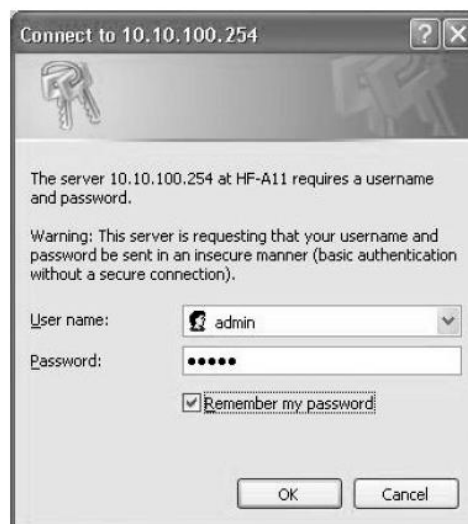 Connect to 10.10.100.254
The server 10.10.100.254 at HF-A11 requires a username
and password.
Warning: This server is requesting that your username and
password be sent in an insecure manner (basic authentication
without a secure connection).
User name:
admin
Password:
•••••
Remember my password
OK
Cancel